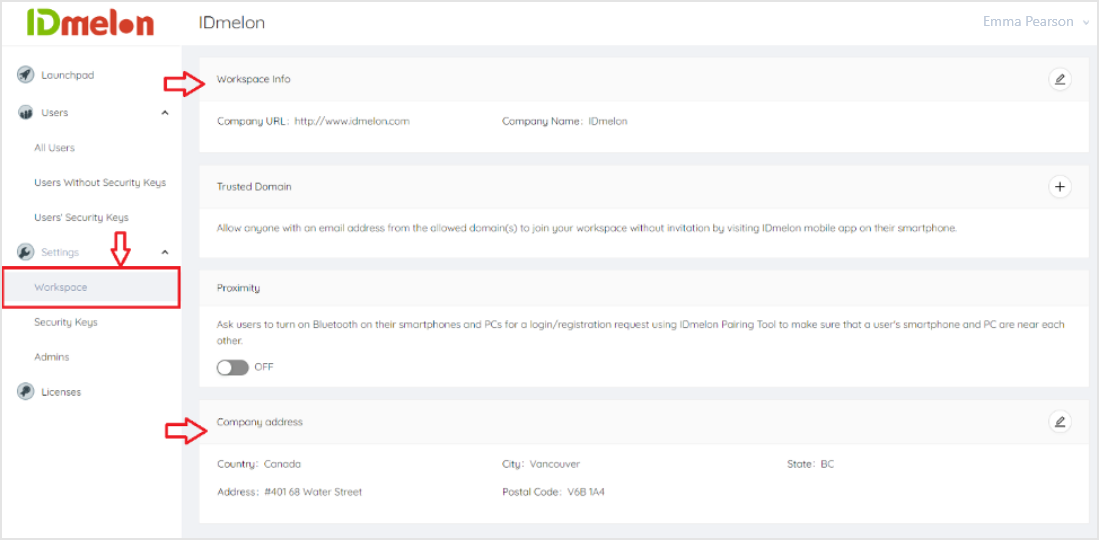 IDmelon
IDmelon
Emma Pearson
Launchpad
Users
All Users
Users Without Security Keys
Users' Security Keys
Settings
Workspace
Security Keys
Admins
Licenses
Workspace Info
Company URL: http://www.idmelon.com
Company Name: IDmelon
Trusted Domain
Allow anyone with an email address from the allowed domain(s) to join your workspace without invitation by visiting IDmelon mobile app on their smartphone.
Proximity
Ask users to turn on Bluetooth on their smartphones and PCs for a login/registration request using IDmelon Pairing Tool to make sure that a user's smartphone and PC are near each
other.
OFF
Company address
Country: Canada
City: Vancouver
State: BC
Address: #401 68 Water Street
Postal Code: V6B 1A4